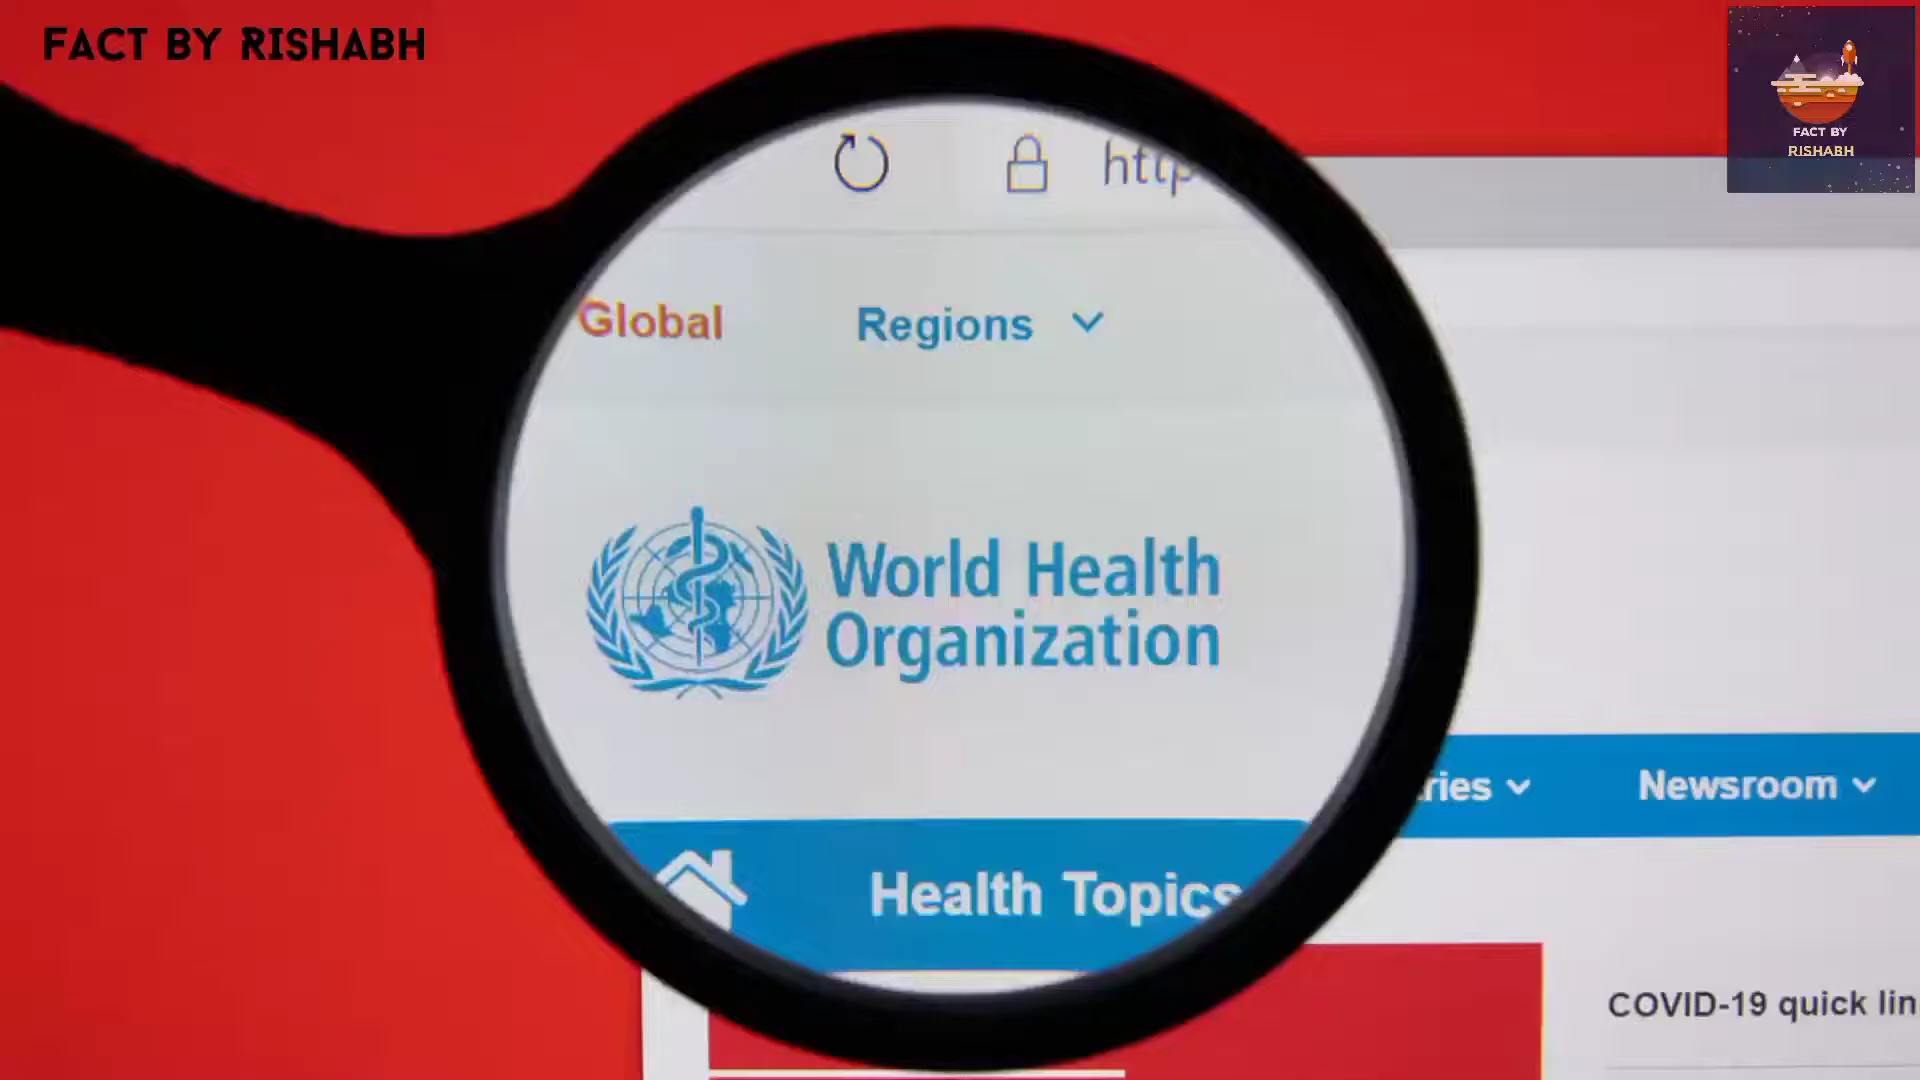 FACT BY RISHABH
FACT BY
RISHABH
http
Global
Regions
World Health
Organization
ries
Newsroom
Health Topics
COVID-19 quick lin